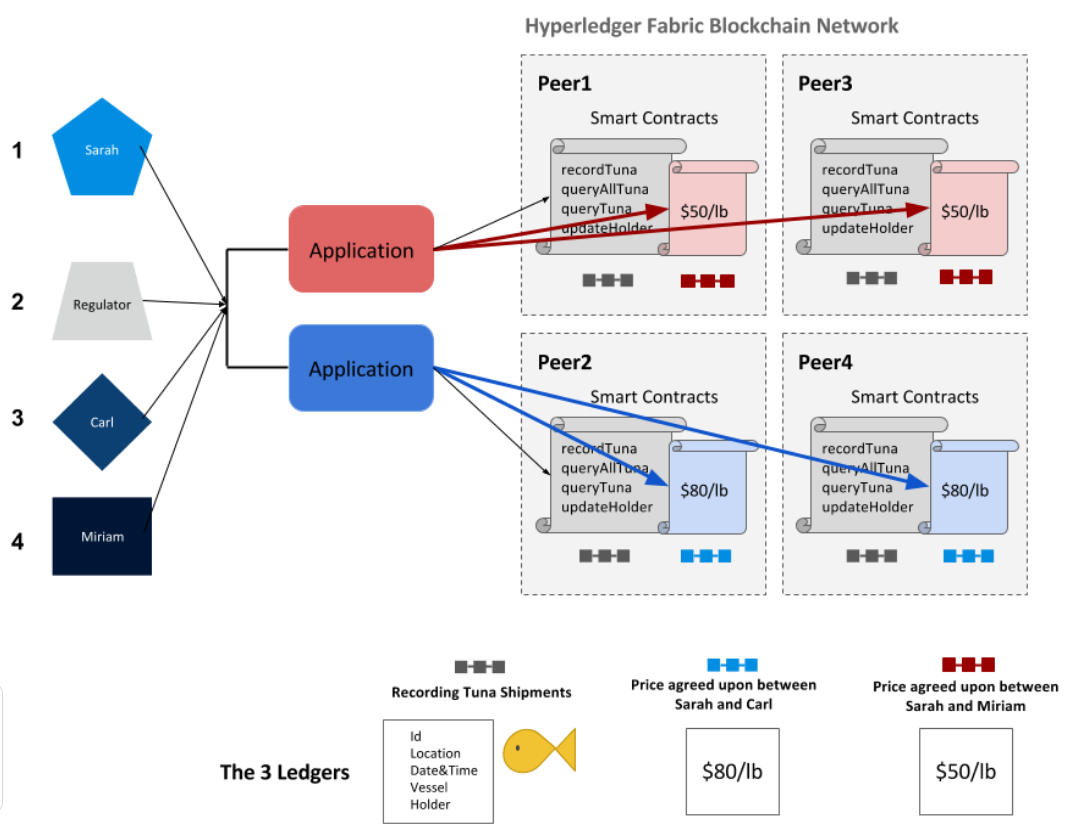 Hyperledger Fabric Blockchain Network
1
Sarah
2
Regulator
3
Carl
4
Miriam
Application
Application
Peer1
Smart Contracts
recordTuna
queryAllTuna
queryTuna
updateHolder
$50/lb
Peer3
Smart Contracts
recordTuna
queryAllTuna
queryTuna
updateHolder
$50/lb
Peer2
Smart Contracts
recordTuna
queryAllTuna
queryTuna
updateHolder
$80/lb
Peer4
Smart Contracts
recordTuna
queryAllTuna
queryTuna
updateHolder
$80/lb
The 3 Ledgers
Recording Tuna Shipments
Id
Location
Date&Time
Vessel
Holder
Price agreed upon between
Sarah and Carl
$80/lb
Price agreed upon between
Sarah and Miriam
$50/lb